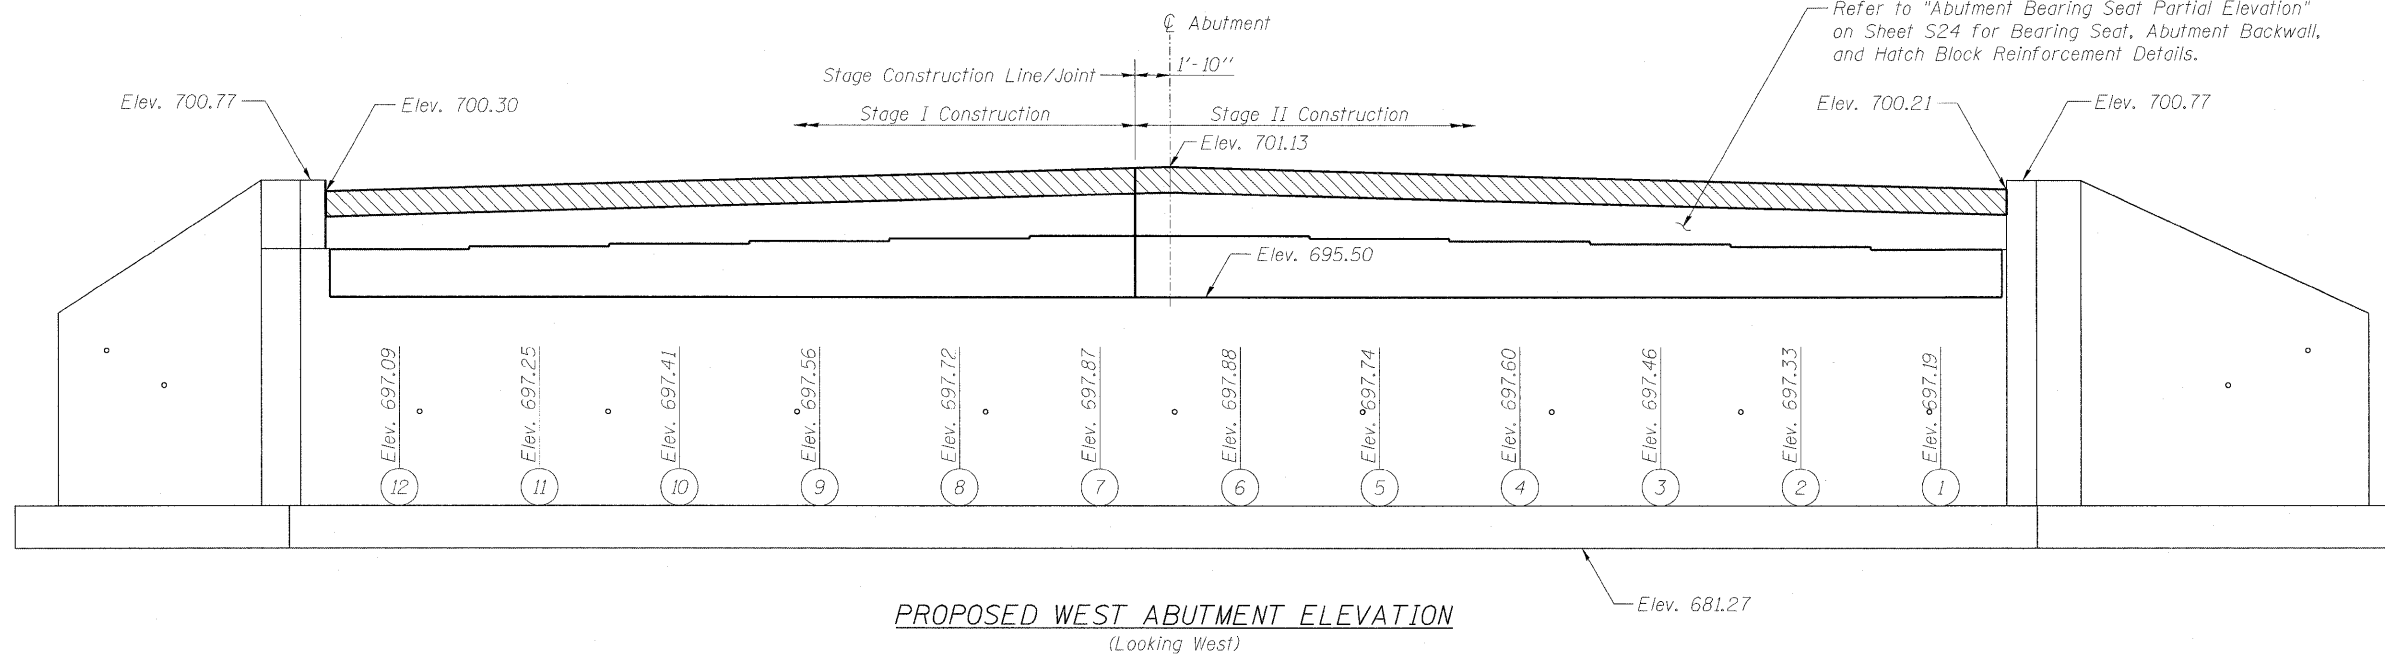 ℄ Abutment
Refer to "Abutment Bearing Seat Partial Elevation"
on Sheet S24 for Bearing Seat, Abutment Backwall,
and Hatch Block Reinforcement Details.
Stage Construction Line/Joint
1'-10"
Elev. 700.77
Elev. 700.30
Stage I Construction
Stage II Construction
Elev. 700.21
Elev. 700.77
Elev. 701.13
Elev. 695.50
Elev. 697.09
Elev. 697.25
Elev. 697.41
Elev. 697.56
Elev. 597.72
Elev. 597.87
Elev. 697.88
Elev. 697.74
Elev. 697.60
Elev. 697.46
Elev. 697.33
Elev. 697.19
12
11
10
9
8
7
6
5
4
3
2
1
Elev. 681.27
PROPOSED WEST ABUTMENT ELEVATION
(Looking West)